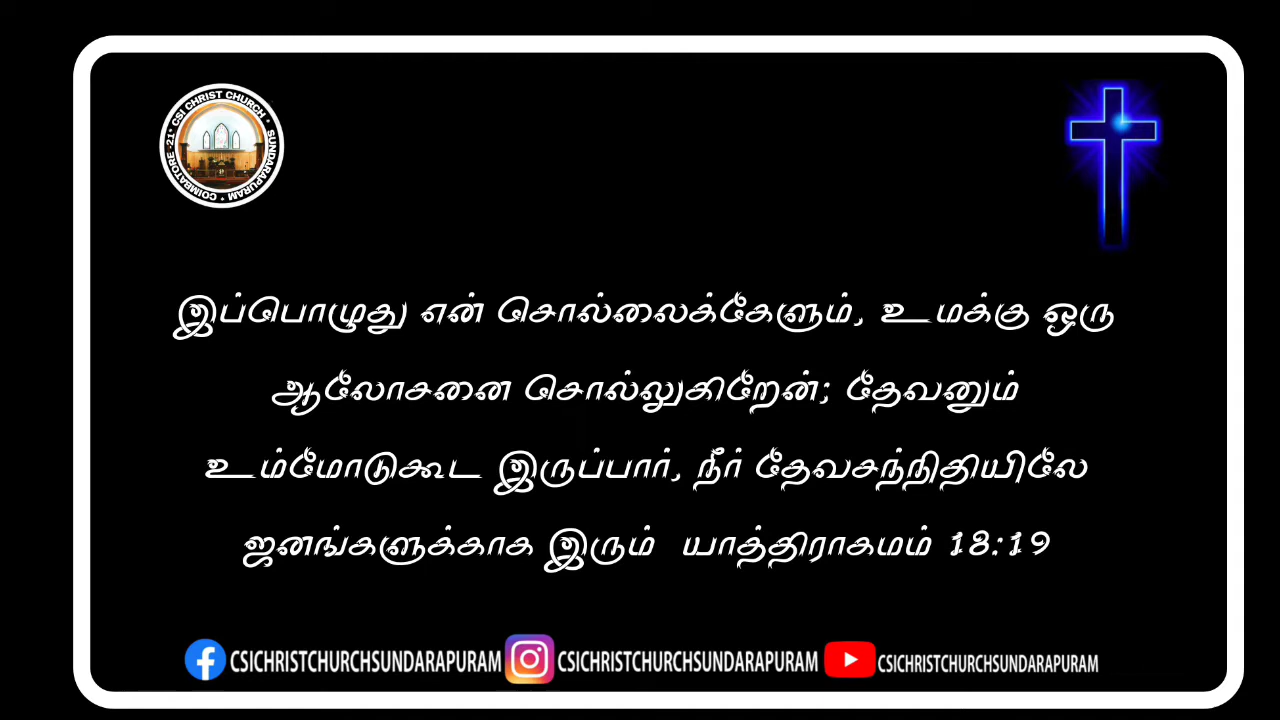 * CSI CHRIST CHURCH * SUNDARAPURAM * COIMBATORE -21
இப்பொழுது என் சொல்லைக்கேளும், உமக்கு ஒரு
ஆலோசனை சொல்லுகிறேன்; தேவனும்
உம்மோடுகூட இருப்பார், நீர் தேவசந்நிதியிலே
ஜனங்களுக்காக இரும் யாத்திராகமம் 18:19
CSICHRISTCHURCHSUNDARAPURAM CSICHRISTCHURCHSUNDARAPURAM CSICHRISTCHURCHSUNDARAPURAM